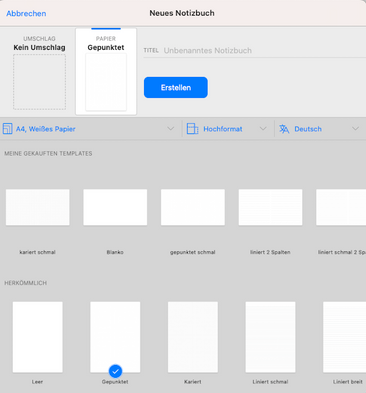 Abbrechen
Neues Notizbuch
UMSCHLAG
Kein Umschlag
PAPIER
Gepunktet
TITEL Unbenanntes Notizbuch
Erstellen
A4, Weißes Papier
Hochformat
Deutsch
MEINE GEKAUFTEN TEMPLATES
kariert schmal
Blanko
gepunktet schmal
liniert 2 Spalten
liniert schmal 2 Spa
HERKÖMMLICH
Leer
Gepunktet
Kariert
Liniert schmal
Liniert breit